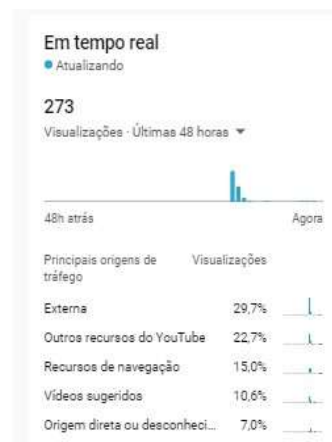 Em tempo real
Atualizando
273
Visualizações · Últimas 48 horas
48h atrás Agora
Principais origens de Visualizações
tráfego
Externa 29,7%
Outros recursos do YouTube 22,7%
Recursos de navegação 15,0%
Vídeos sugeridos 10,6%
Origem direta ou desconheci... 7,0%